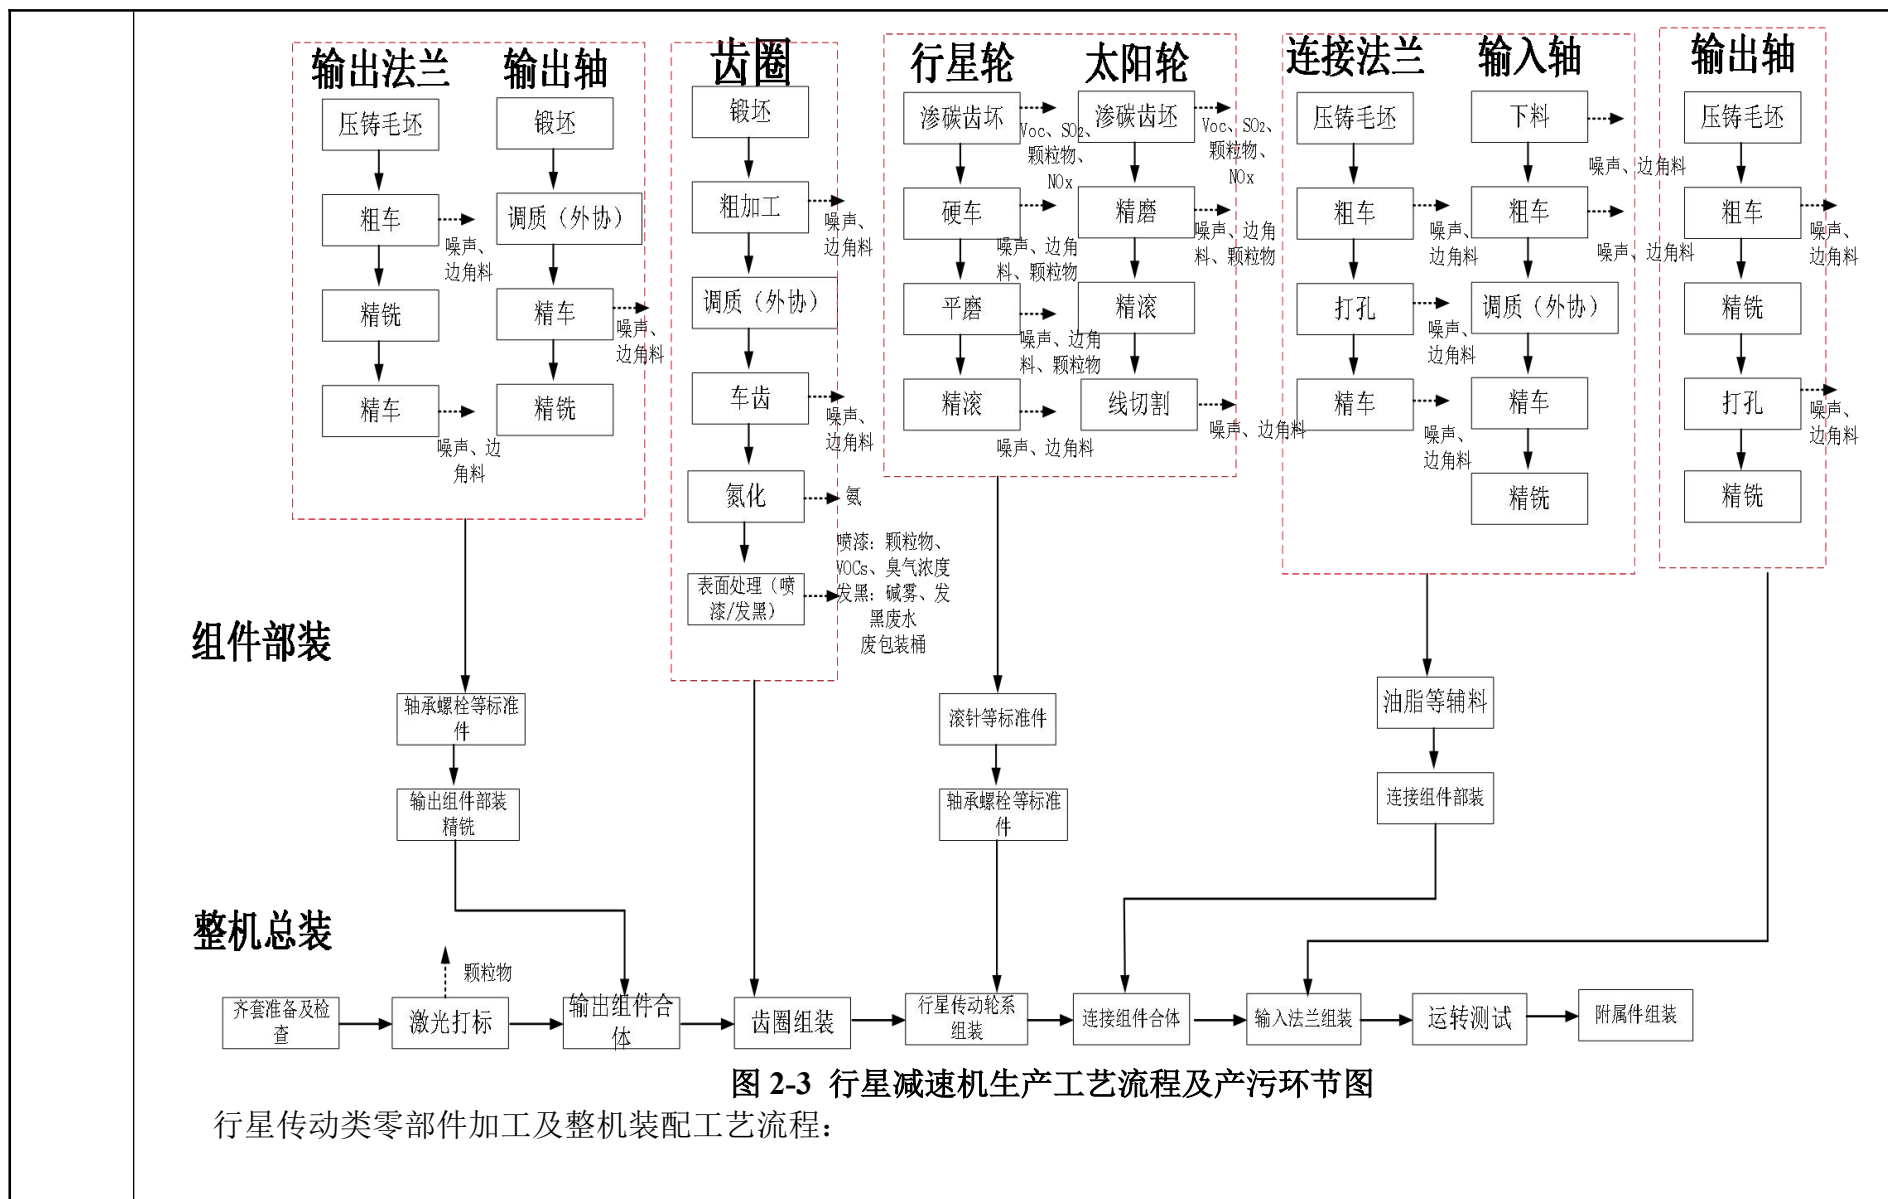 输出法兰
输出轴
齿圈
行星轮
太阳轮
连接法兰
输入轴
输出轴
压铸毛坯
粗车
噪声、
边角料
精铣
精车
噪声、边
角料
锻坯
调质（外协）
精车
噪声、
边角料
精铣
锻坯
粗加工
噪声、
边角料
调质（外协）
车齿
噪声、
边角料
氮化
氨
表面处理（喷
漆/发黑）
喷漆：颗粒物、
VOCs、臭气浓度
发黑：碱雾、发
黑废水
废包装桶
渗碳齿坏
Voc、SO₂、
颗粒物、
NOx
硬车
噪声、边角
料、颗粒物
平磨
噪声、边角
料、颗粒物
精滚
噪声、边角料
渗碳齿坯
Voc、SO₂、
颗粒物、
NOx
精磨
噪声、边角
料、颗粒物
精滚
线切割
噪声、边角料
压铸毛坯
粗车
噪声、
边角料
打孔
噪声、
边角料
精车
噪声、
边角料
下料
噪声、边角料
粗车
噪声、边角料
调质（外协）
精车
精铣
压铸毛坯
粗车
噪声、
边角料
精铣
打孔
噪声、
边角料
精铣
组件部装
轴承螺栓等标准
件
输出组件部装
精铣
滚针等标准件
轴承螺栓等标准
件
油脂等辅料
连接组件部装
整机总装
颗粒物
齐套准备及检
查
激光打标
输出组件合
体
齿圈组装
行星传动轮系
组装
连接组件合体
输入法兰组装
运转测试
附属件组装
图 2-3 行星减速机生产工艺流程及产污环节图
行星传动类零部件加工及整机装配工艺流程：